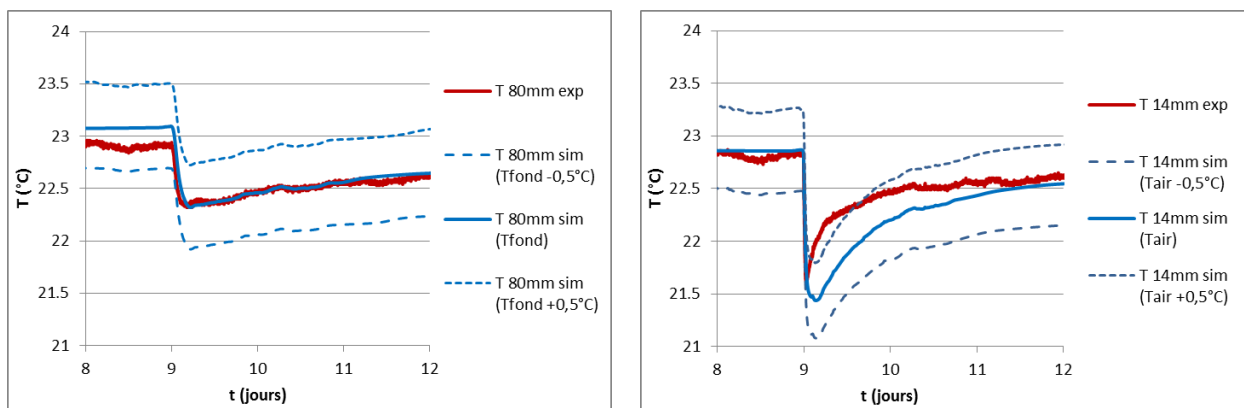 24
23.5
23
22.5
22
21.5
21
T (°C)
8
9
10
11
12
t (jours)
T 80mm exp
T 80mm sim
(Tfond -0,5°C)
T 80mm sim
(Tfond)
T 80mm sim
(Tfond +0,5°C)
24
23.5
23
22.5
22
21.5
21
T (°C)
8
9
10
11
12
t (jours)
T 14mm exp
T 14mm sim
(Tair -0,5°C)
T 14mm sim
(Tair)
T 14mm sim
(Tair +0,5°C)